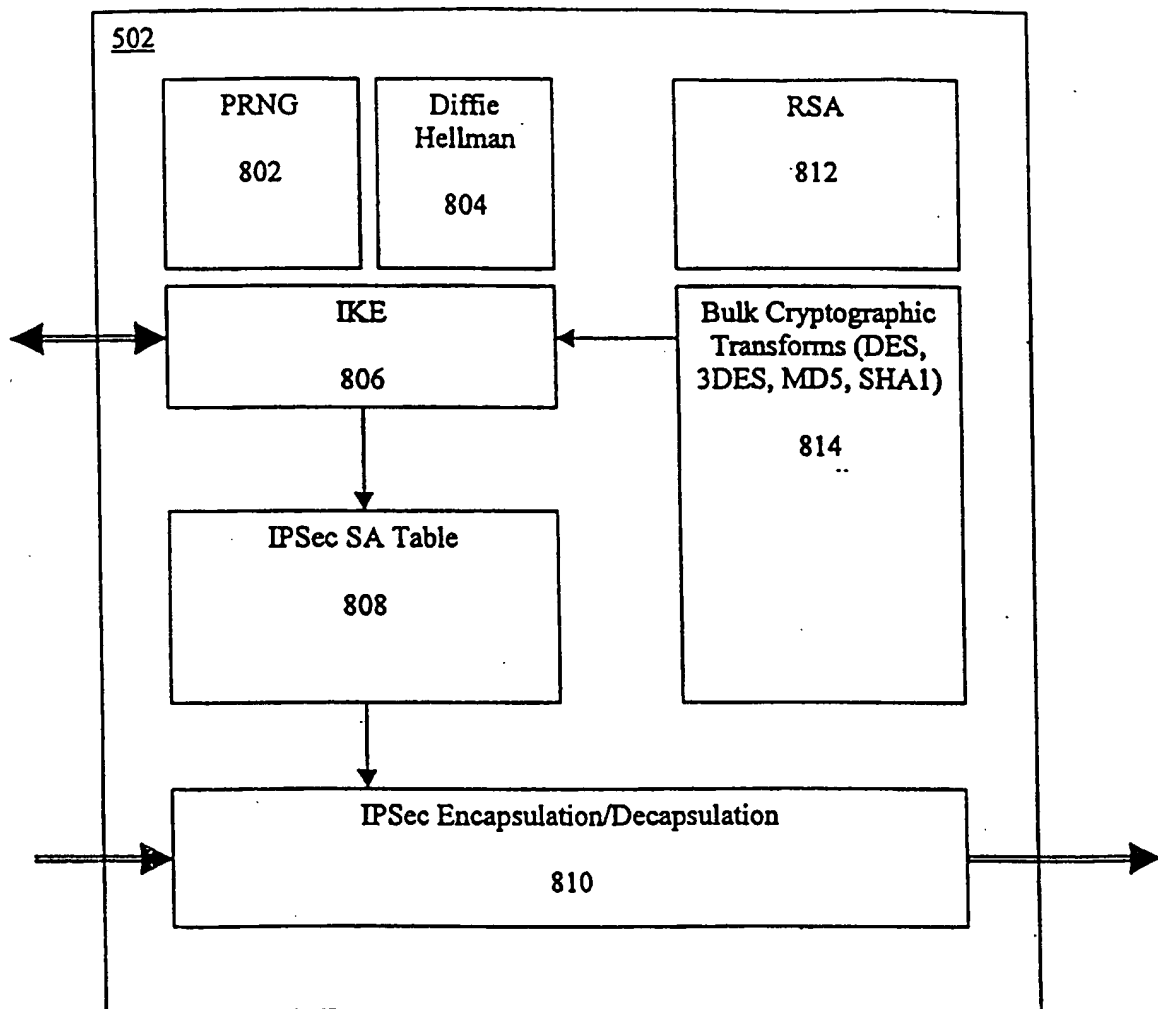 502
PRNG
802
Diffie
Hellman
804
RSA
812
IKE
806
Bulk Cryptographic
Transforms (DES,
3DES, MD5, SHA1)
814
IPSec SA Table
808
IPSec Encapsulation/Decapsulation
810